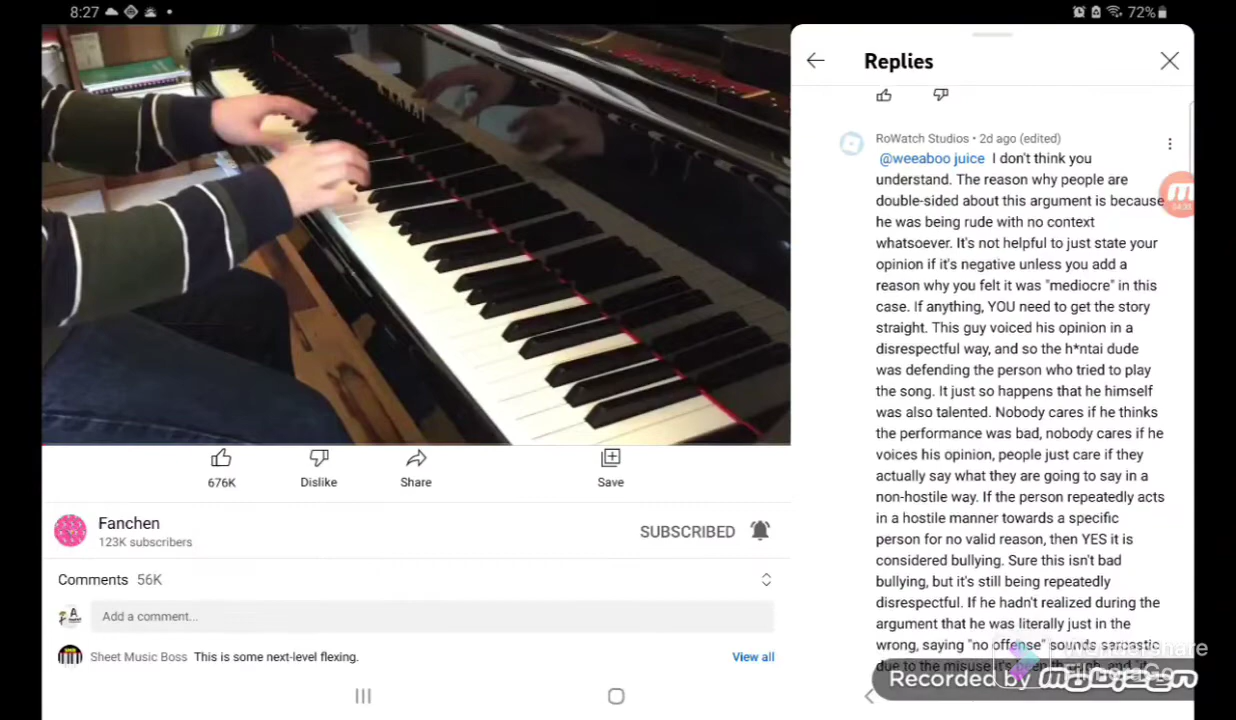 8:27
72%
Replies
RoWatch Studios • 2d ago (edited)
@weeaboo juice I don't think you
understand. The reason why people are
double-sided about this argument is because
he was being rude with no context
whatsoever. It's not helpful to just state your
opinion if it's negative unless you add a
reason why you felt it was "mediocre" in this
case. If anything, YOU need to get the story
straight. This guy voiced his opinion in a
disrespectful way, and so the h*ntai dude
was defending the person who tried to play
the song. It just so happens that he himself
was also talented. Nobody cares if he thinks
the performance was bad, nobody cares if he
voices his opinion, people just care if they
actually say what they are going to say in a
non-hostile way. If the person repeatedly acts
in a hostile manner towards a specific
person for no valid reason, then YES it is
considered bullying. Sure this isn't bad
bullying, but it's still being repeatedly
disrespectful. If he hadn't realized during the
argument that he was literally just in the
wrong, saying "no offense" sounds sarcastic
due to the misuse
676K
Dislike
Share
Save
Fanchen
123K subscribers
SUBSCRIBED
Comments 56K
Add a comment...
Sheet Music Boss This is some next-level flexing.
View all
Wondershare
FilmoraGo
Recorded by mobizen